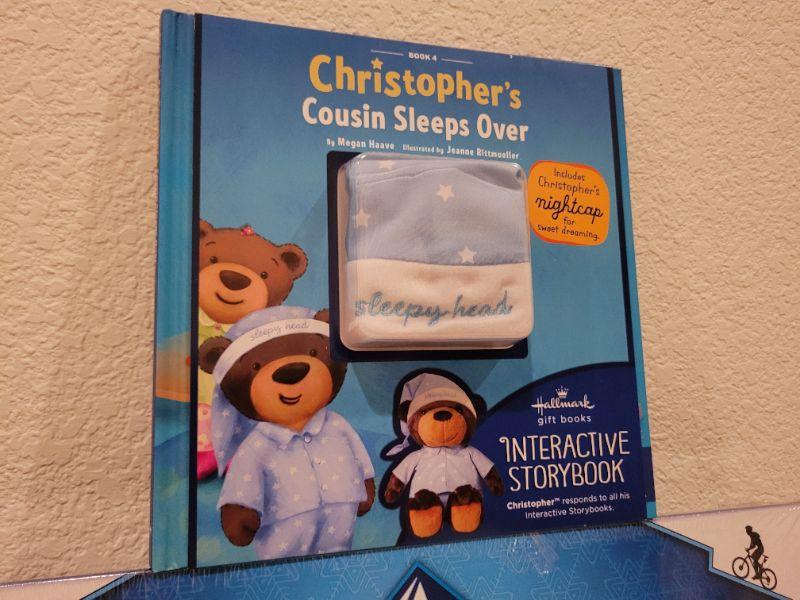 BOOK 4
Christopher's
Cousin Sleeps Over
By Megan Haave Illustrated by Jeanne Rittmueller
Includes
Christopher's
nightcap
for
sweet dreaming.
sleepy head
sleepy head
Hallmark
gift books
INTERACTIVE
STORYBOOK
Christopher™ responds to all his
Interactive Storybooks.